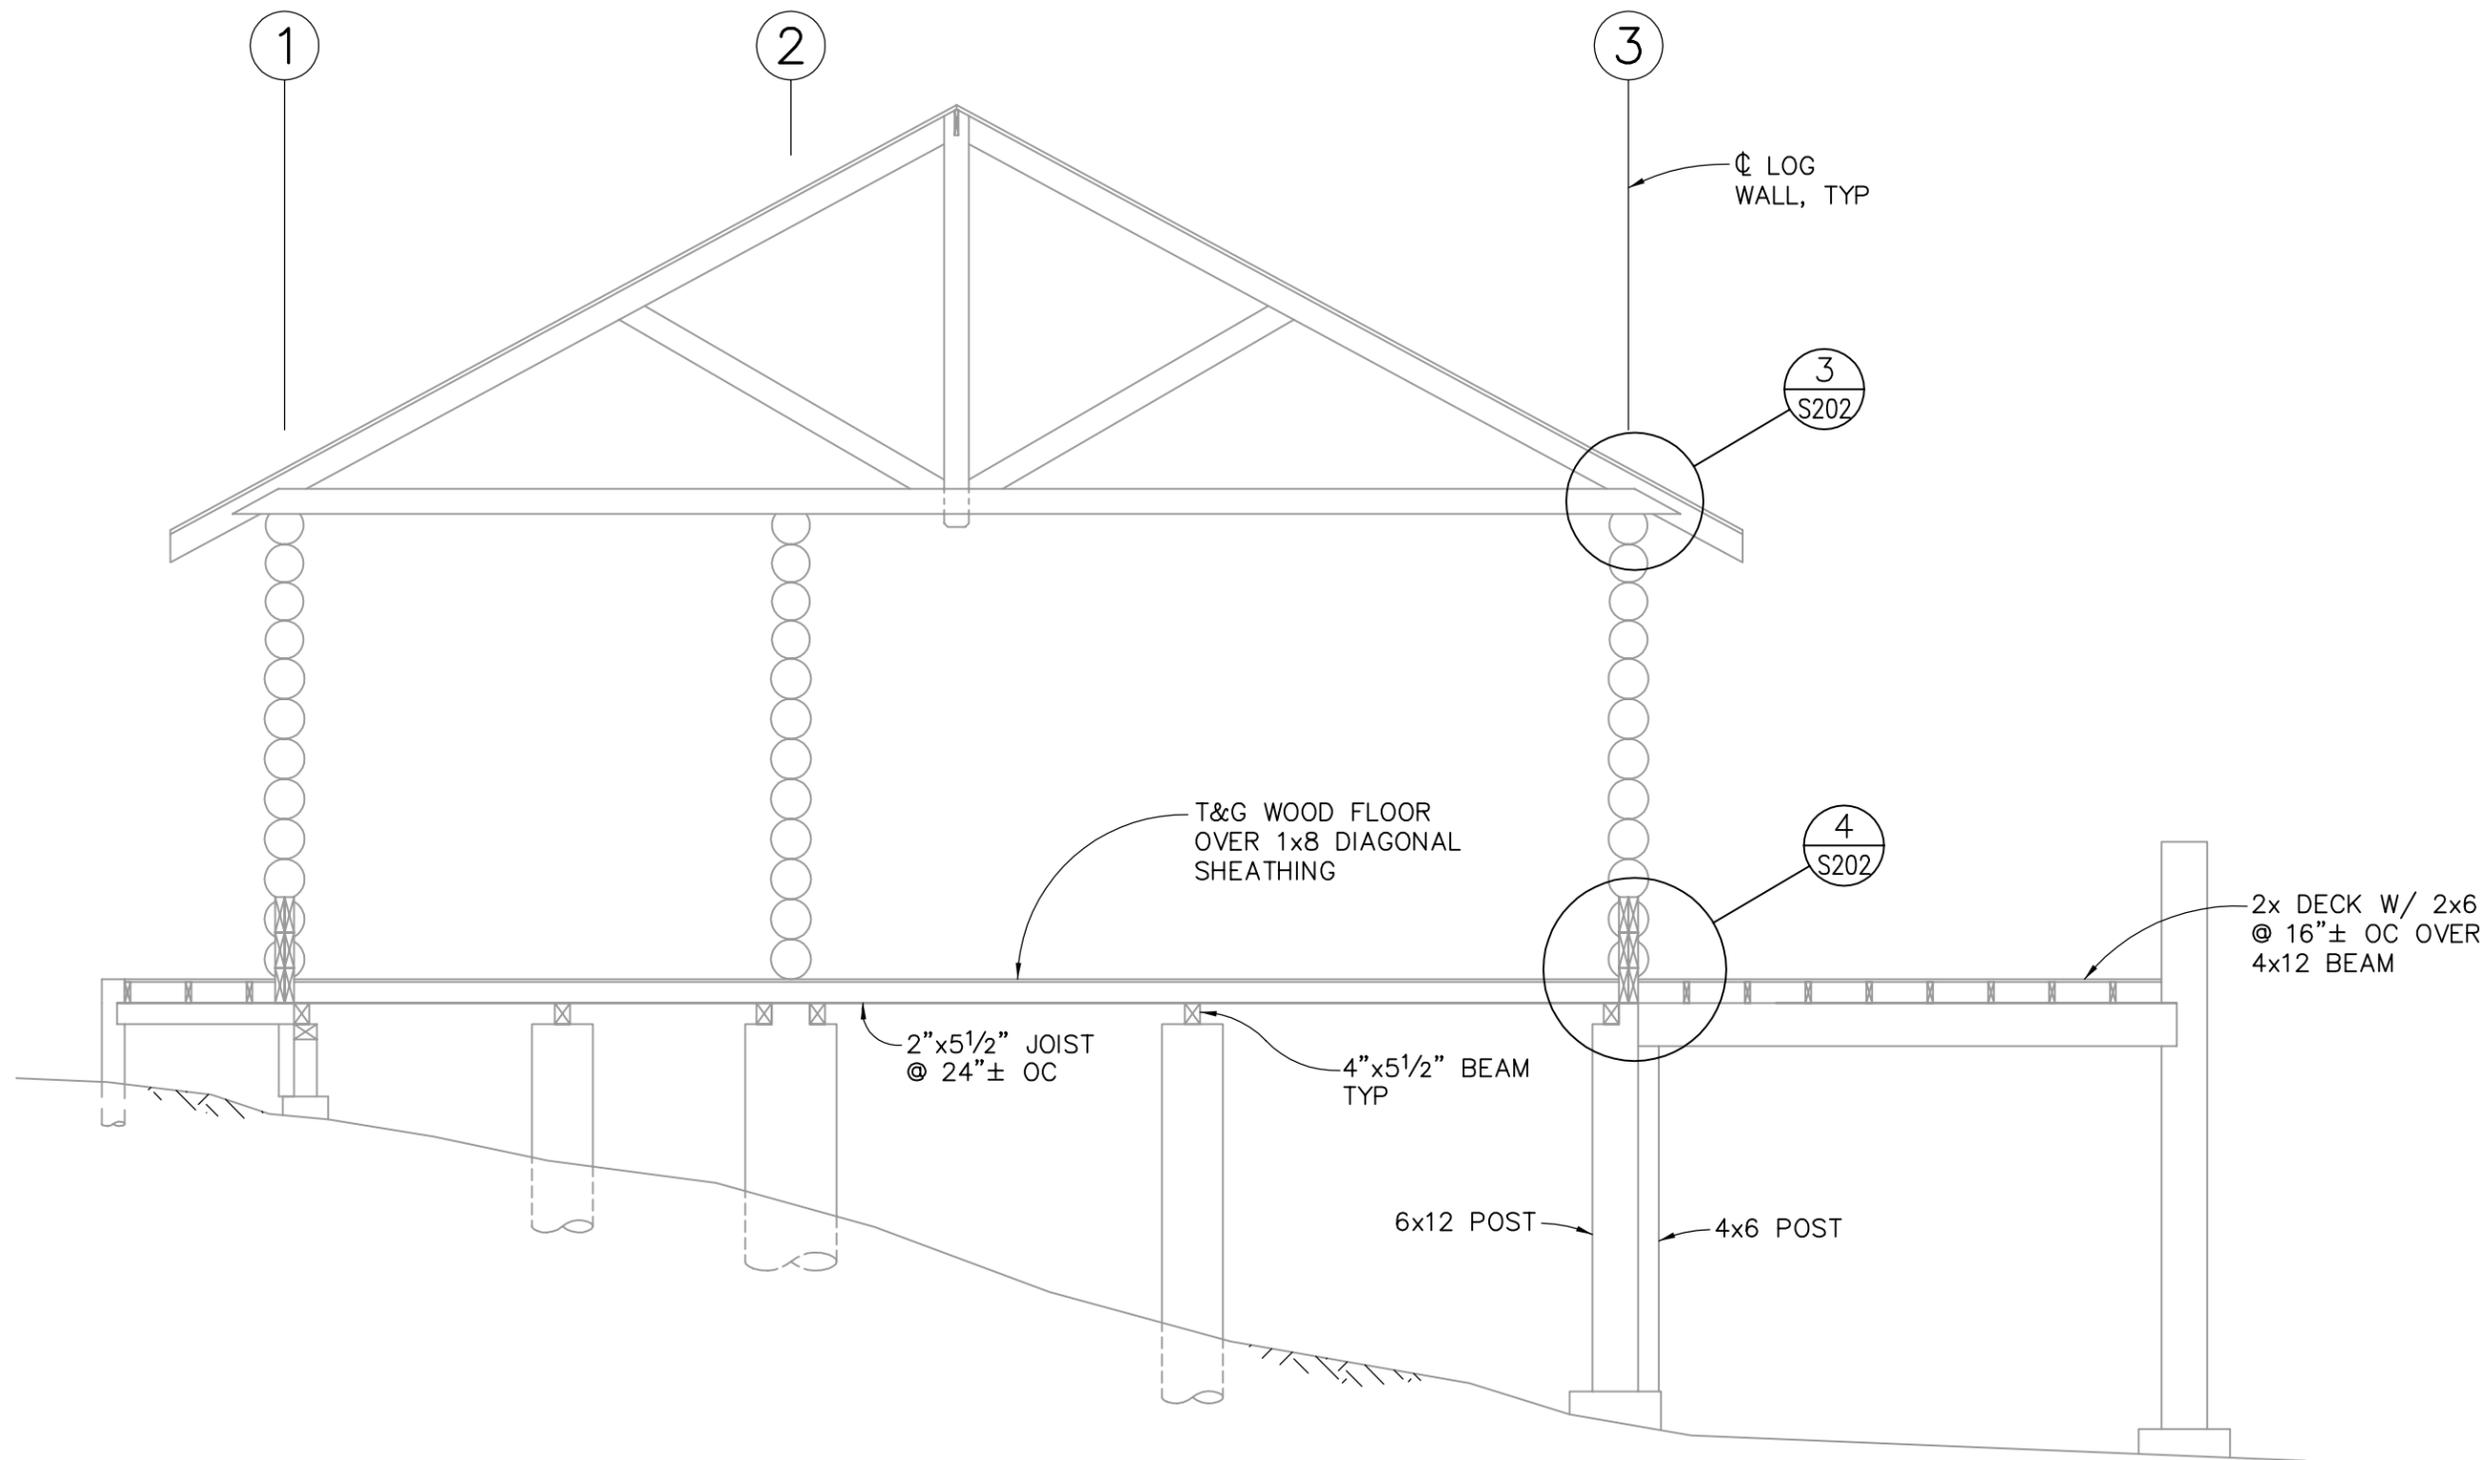 1
2
3
℄ LOG
WALL, TYP
3
S202
T&G WOOD FLOOR
OVER 1x8 DIAGONAL
SHEATHING
4
S202
2x DECK W/ 2x6
@ 16"± OC OVER
4x12 BEAM
2"x5½" JOIST
@ 24"± OC
4"x5½" BEAM
TYP
6x12 POST
4x6 POST